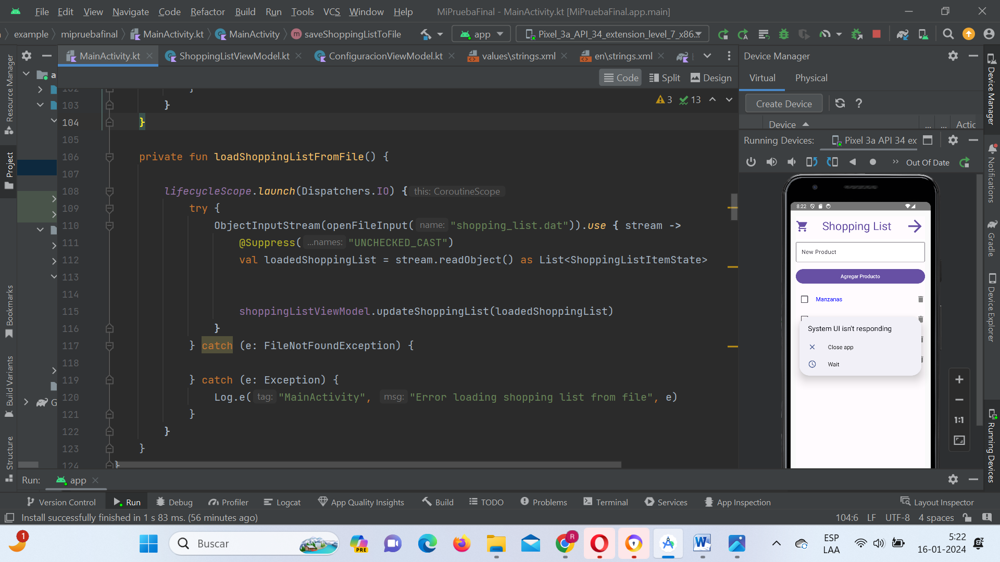 File Edit View Navigate Code Refactor Build Run Tools VCS Window Help MiPruebaFinal - MainActivity.kt [MiPruebaFinal.app.main]
example mipruebafinal MainActivity.kt MainActivity saveShoppingListToFile app Pixel_3a_API_34_extension_level_7_x86...
MainActivity.kt ShoppingListViewModel.kt ConfiguracionViewModel.kt values\strings.xml en\strings.xml
Code Split Design
3 13
102 }
103 }
104 }
105
106 private fun loadShoppingListFromFile() {
107
108 lifecycleScope.launch(Dispatchers.IO) { this: CoroutineScope
109 try {
110 ObjectInputStream(openFileInput( name: "shopping_list.dat")).use { stream ->
111 @Suppress( ...names: "UNCHECKED_CAST")
112 val loadedShoppingList = stream.readObject() as List<ShoppingListItemState>
113
114
115 shoppingListViewModel.updateShoppingList(loadedShoppingList)
116 }
117 } catch (e: FileNotFoundException) {
118
119 } catch (e: Exception) {
120 Log.e( tag: "MainActivity", msg: "Error loading shopping list from file", e)
121 }
122 }
123 }
124 }
Resource Manager
Project
Bookmarks
Build Variants
Structure
a
G
Device Manager
Virtual Physical
Create Device
Device ... ... Actic
Running Devices: Pixel 3a API 34 ex
Out Of Date
8:22
Shopping List
New Product
Agregar Producto
Manzanas
System UI isn't responding
Close app
Wait
1:1
Device Manager
Notifications
Gradle
Device Explorer
Running Devices
Run: app
Version Control Run Debug Profiler Logcat App Quality Insights Build TODO Problems Terminal Services App Inspection Layout Inspector
Install successfully finished in 1 s 83 ms. (56 minutes ago) 104:6 LF UTF-8 4 spaces
1 Buscar PRE R ESP 5:22
LAA 16-01-2024